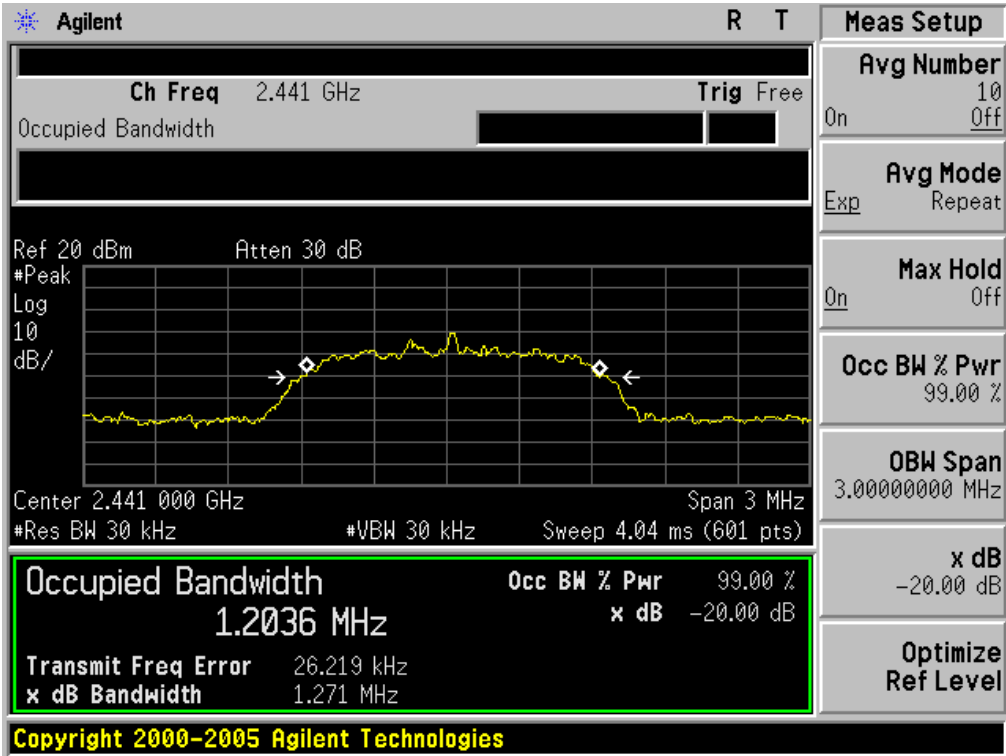 Agilent R T
Meas Setup
Ch Freq 2.441 GHz Trig Free
Occupied Bandwidth
Avg Number
10
On Off
Avg Mode
Exp Repeat
Max Hold
On Off
Occ BW % Pwr
99.00 %
OBW Span
3.00000000 MHz
x dB
-20.00 dB
Optimize
Ref Level
Ref 20 dBm Atten 30 dB
#Peak
Log
10
dB/
Center 2.441 000 GHz Span 3 MHz
#Res BW 30 kHz #VBW 30 kHz Sweep 4.04 ms (601 pts)
Occupied Bandwidth Occ BW % Pwr 99.00 %
1.2036 MHz x dB -20.00 dB
Transmit Freq Error 26.219 kHz
x dB Bandwidth 1.271 MHz
Copyright 2000-2005 Agilent Technologies